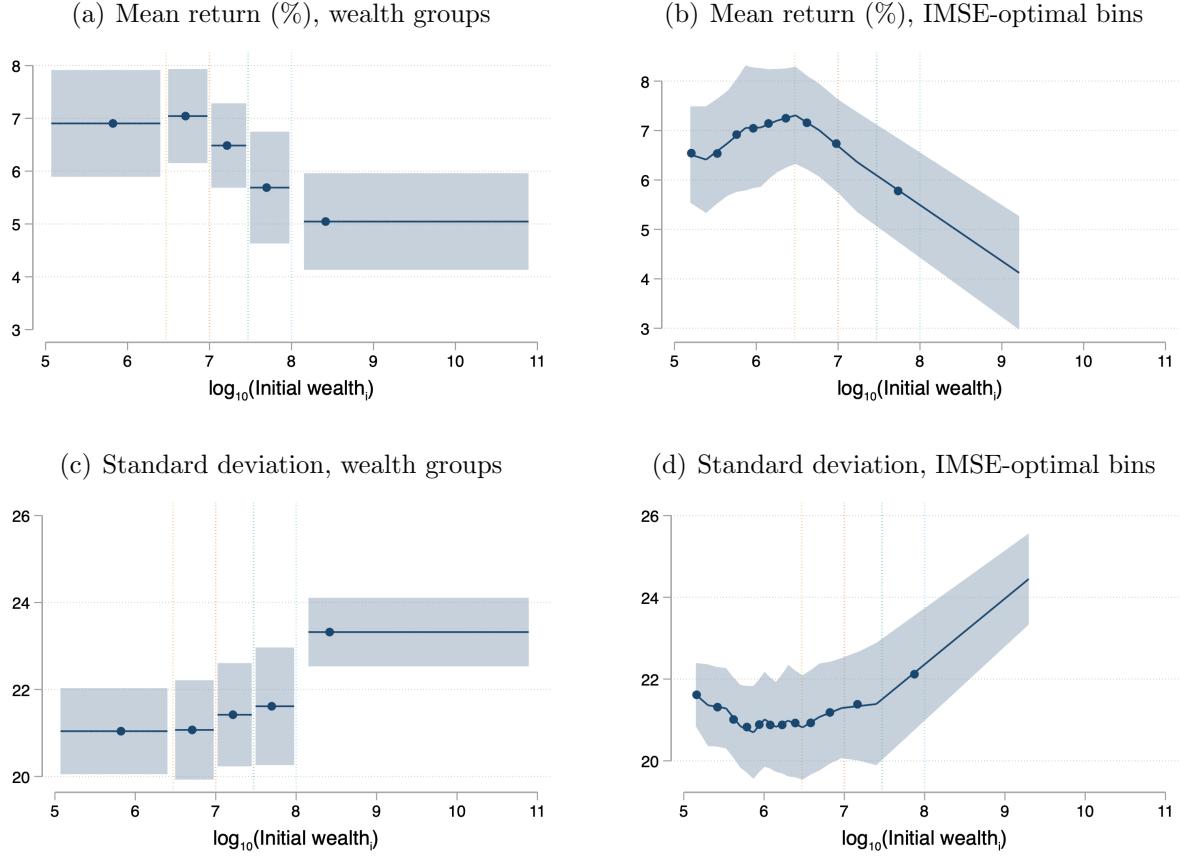 (a) Mean return (%), wealth groups
8
7
6
5
4
3
5 6 7 8 9 10 11
log₁₀(Initial wealthᵢ)
(b) Mean return (%), IMSE-optimal bins
8
7
6
5
4
3
5 6 7 8 9 10 11
log₁₀(Initial wealthᵢ)
(c) Standard deviation, wealth groups
26
24
22
20
5 6 7 8 9 10 11
log₁₀(Initial wealthᵢ)
(d) Standard deviation, IMSE-optimal bins
26
24
22
20
5 6 7 8 9 10 11
log₁₀(Initial wealthᵢ)